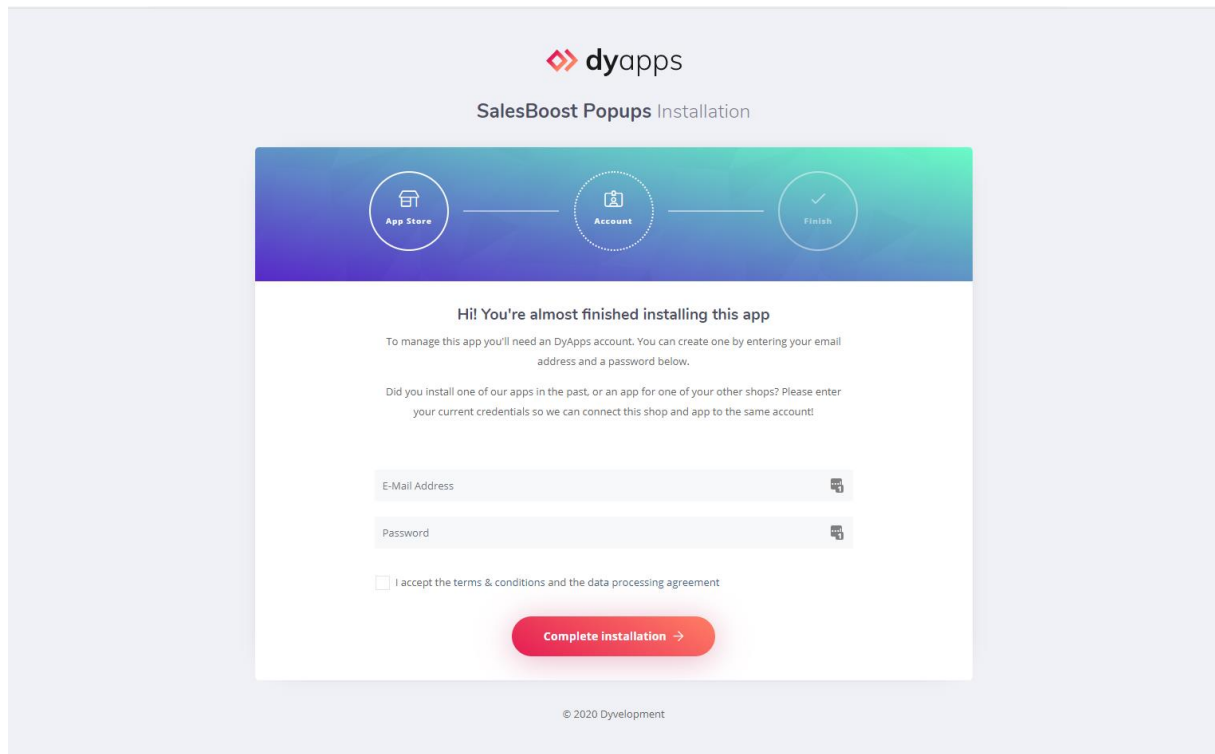 dyapps
SalesBoost Popups Installation
App Store
Account
Finish
Hi! You're almost finished installing this app
To manage this app you'll need an DyApps account. You can create one by entering your email
address and a password below.
Did you install one of our apps in the past, or an app for one of your other shops? Please enter
your current credentials so we can connect this shop and app to the same account!
E-Mail Address
1
Password
1
I accept the terms & conditions and the data processing agreement
Complete installation →
© 2020 Dyvelopment